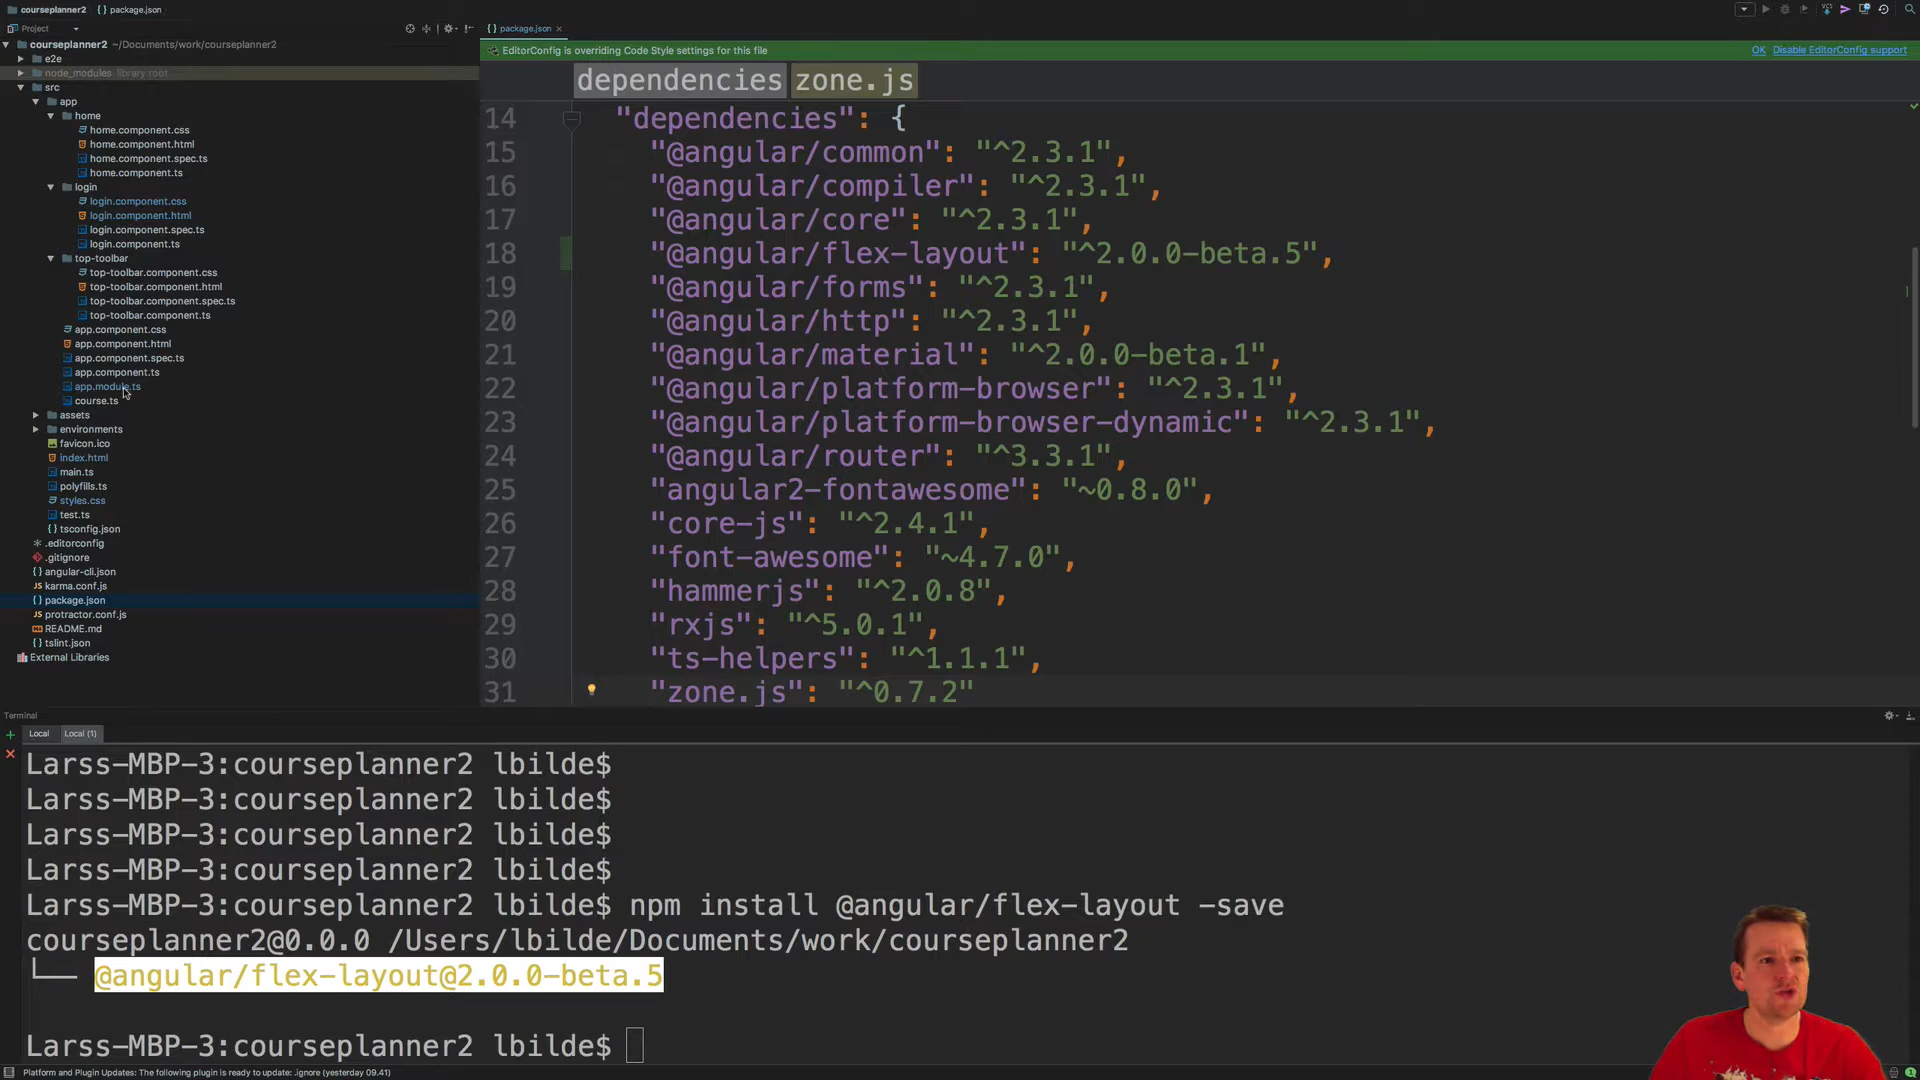 courseplanner2 package.json
Project
package.json
courseplanner2 ~/Documents/work/courseplanner2
e2e
node_modules library root
src
app
home
home.component.css
home.component.html
home.component.spec.ts
home.component.ts
login
login.component.css
login.component.html
login.component.spec.ts
login.component.ts
top-toolbar
top-toolbar.component.css
top-toolbar.component.html
top-toolbar.component.spec.ts
top-toolbar.component.ts
app.component.css
app.component.html
app.component.spec.ts
app.component.ts
app.module.ts
course.ts
assets
environments
favicon.ico
index.html
main.ts
polyfills.ts
styles.css
test.ts
tsconfig.json
.editorconfig
.gitignore
angular-cli.json
karma.conf.js
package.json
protractor.conf.js
README.md
tslint.json
External Libraries
EditorConfig is overriding Code Style settings for this file OK Disable EditorConfig support
dependencies zone.js
14 "dependencies": {
15 "@angular/common": "^2.3.1",
16 "@angular/compiler": "^2.3.1",
17 "@angular/core": "^2.3.1",
18 "@angular/flex-layout": "^2.0.0-beta.5",
19 "@angular/forms": "^2.3.1",
20 "@angular/http": "^2.3.1",
21 "@angular/material": "^2.0.0-beta.1",
22 "@angular/platform-browser": "^2.3.1",
23 "@angular/platform-browser-dynamic": "^2.3.1",
24 "@angular/router": "^3.3.1",
25 "angular2-fontawesome": "~0.8.0",
26 "core-js": "^2.4.1",
27 "font-awesome": "~4.7.0",
28 "hammerjs": "^2.0.8",
29 "rxjs": "^5.0.1",
30 "ts-helpers": "^1.1.1",
31 "zone.js": "^0.7.2"
Terminal
Local Local (1)
Larss-MBP-3:courseplanner2 lbilde$
Larss-MBP-3:courseplanner2 lbilde$
Larss-MBP-3:courseplanner2 lbilde$
Larss-MBP-3:courseplanner2 lbilde$
Larss-MBP-3:courseplanner2 lbilde$ npm install @angular/flex-layout -save
courseplanner2@0.0.0 /Users/lbilde/Documents/work/courseplanner2
└── @angular/flex-layout@2.0.0-beta.5
Larss-MBP-3:courseplanner2 lbilde$
Platform and Plugin Updates: The following plugin is ready to update: .ignore (yesterday 09.41)